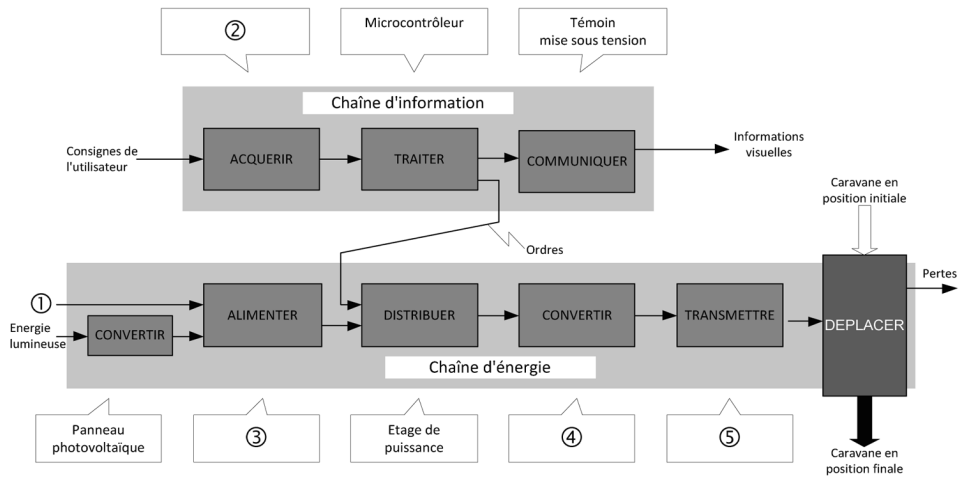 ②
Microcontrôleur
Témoin
mise sous tension
Chaîne d'information
Consignes de
l'utilisateur
ACQUERIR
TRAITER
COMMUNIQUER
Informations
visuelles
Caravane en
position initiale
Ordres
①
Energie
lumineuse
CONVERTIR
ALIMENTER
DISTRIBUER
CONVERTIR
TRANSMETTRE
DEPLACER
Pertes
Chaîne d'énergie
Panneau
photovoltaïque
③
Etage de
puissance
④
⑤
Caravane en
position finale